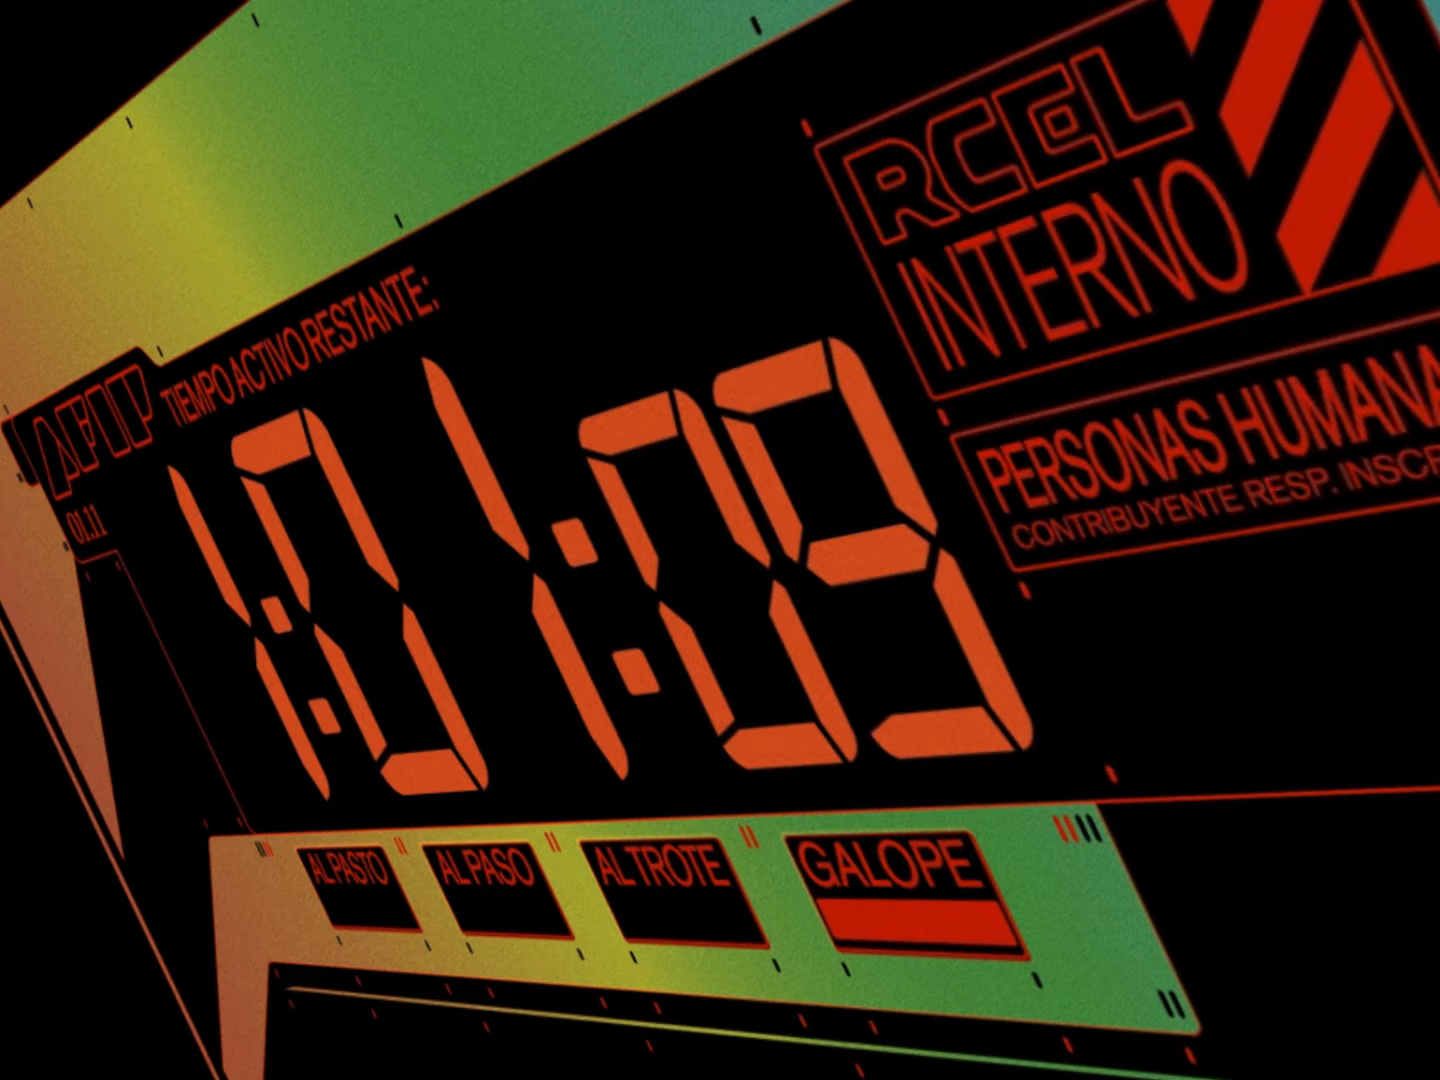 RCEL
INTERNO
AFIP
TIEMPO ACTIVO RESTANTE:
01.11
1:01:09
PERSONAS HUMANA
CONTRIBUYENTE RESP. INSCR
AL PASTO
AL PASO
AL TROTE
GALOPE